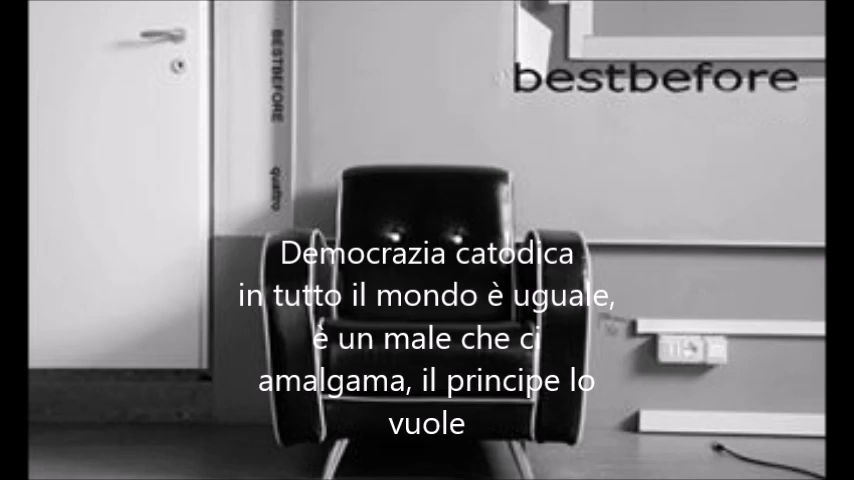 bestbefore
BESTBEFORE quattro
Democrazia catodica
in tutto il mondo è uguale,
è un male che ci
amalgama, il principe lo
vuole